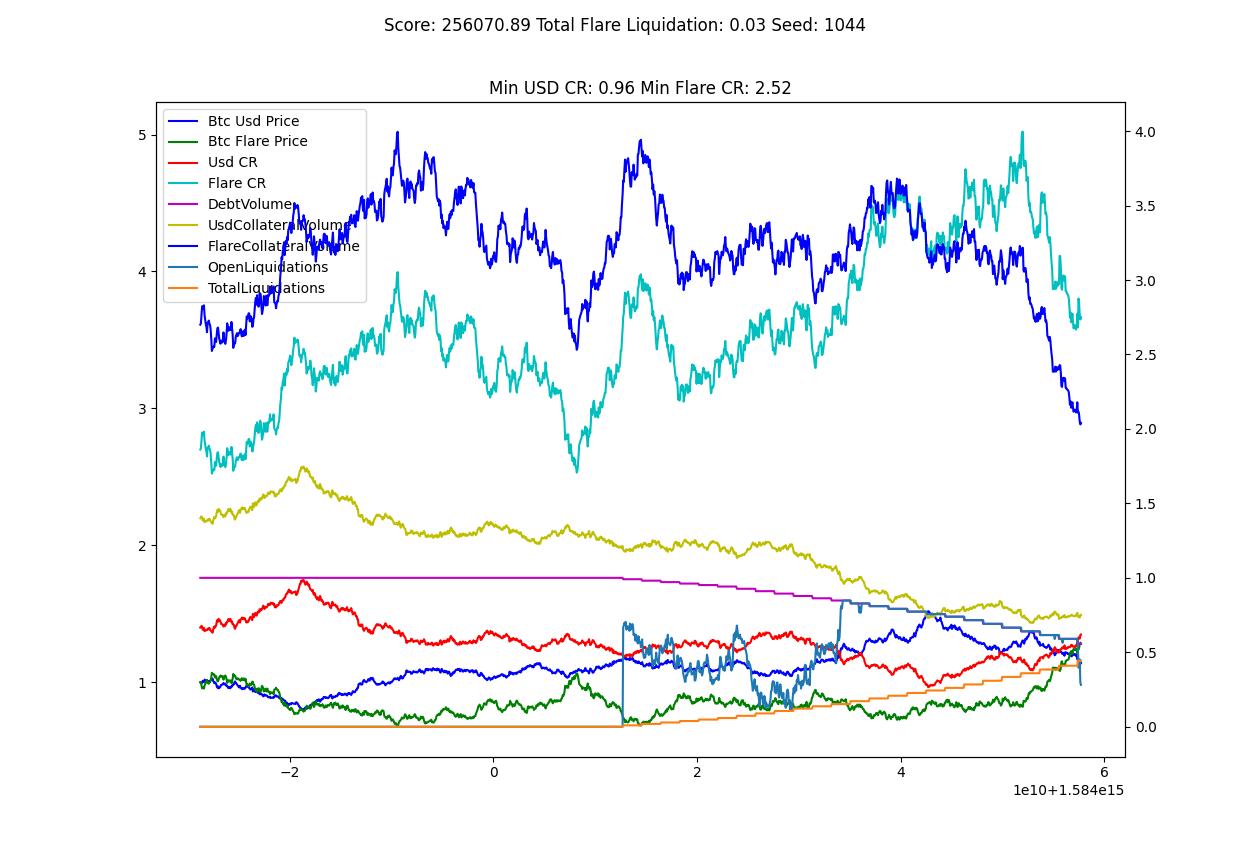 Score: 256070.89 Total Flare Liquidation: 0.03 Seed: 1044
Min USD CR: 0.96 Min Flare CR: 2.52
Btc Usd Price
Btc Flare Price
Usd CR
Flare CR
DebtVolume
UsdCollateralVolume
FlareCollateralVolume
OpenLiquidations
TotalLiquidations
5
4
3
2
1
4.0
3.5
3.0
2.5
2.0
1.5
1.0
0.5
0.0
−2 0 2 4 6
1e10+1.584e15